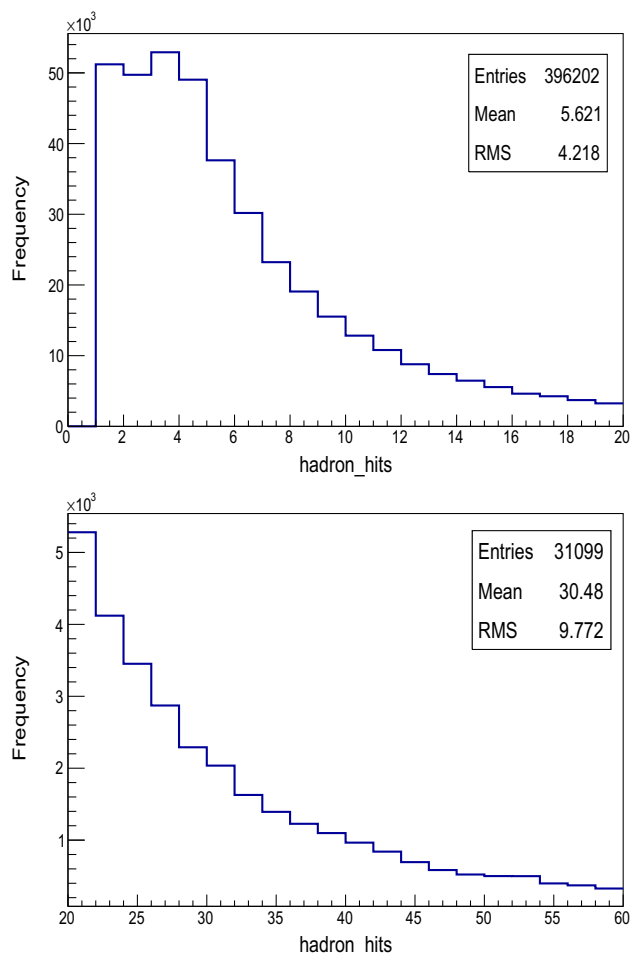 ×10³
50
40
30
20
10
0
Frequency
Entries 396202
Mean 5.621
RMS 4.218
0 2 4 6 8 10 12 14 16 18 20
hadron_hits
×10³
5
4
3
2
1
Frequency
Entries 31099
Mean 30.48
RMS 9.772
20 25 30 35 40 45 50 55 60
hadron_hits